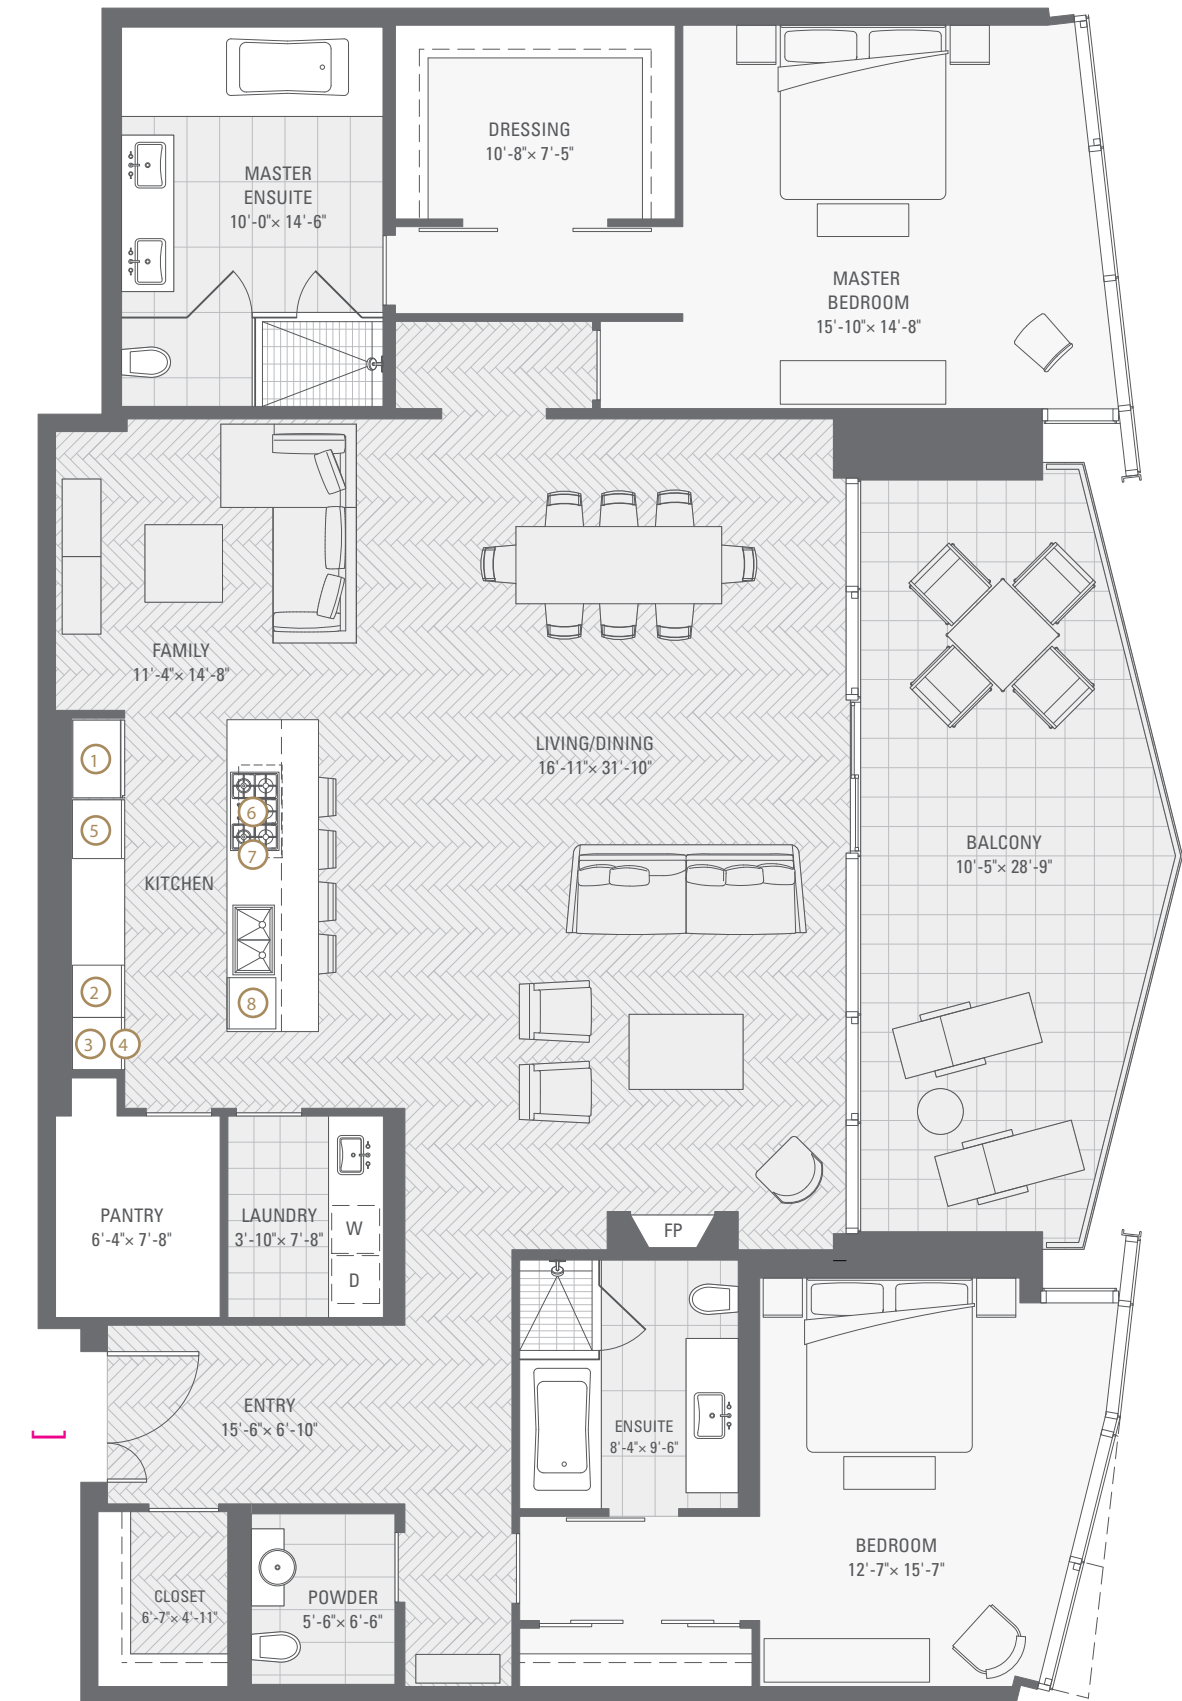 DRESSING
10'-8"× 7'-5"
MASTER
ENSUITE
10'-0"× 14'-6"
MASTER
BEDROOM
15'-10"× 14'-8"
FAMILY
11'-4"× 14'-8"
LIVING/DINING
16'-11"× 31'-10"
1
5
6
7
KITCHEN
BALCONY
10'-5"× 28'-9"
2
8
3 4
PANTRY
6'-4"× 7'-8"
LAUNDRY
3'-10"× 7'-8"
W
D
FP
ENTRY
15'-6"× 6'-10"
ENSUITE
8'-4"× 9'-6"
BEDROOM
12'-7"× 15'-7"
CLOSET
6'-7"× 4'-11"
POWDER
5'-6"× 6'-6"